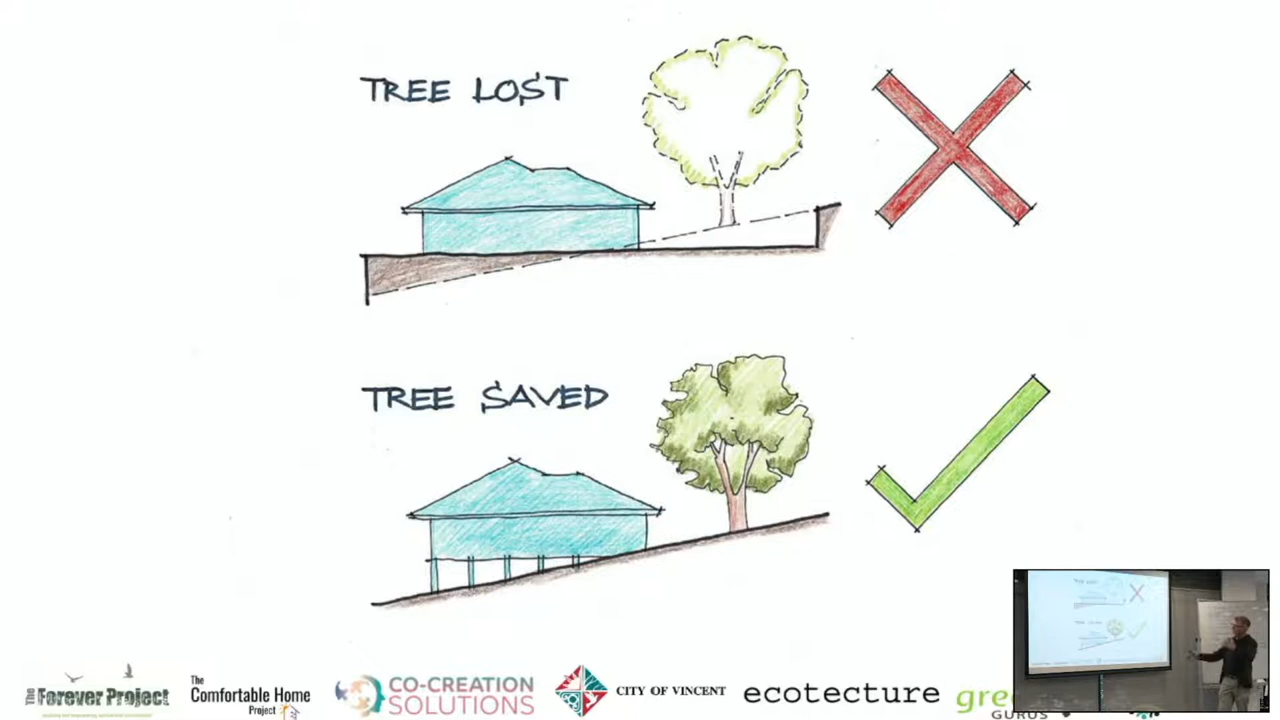 TREE LOST
TREE SAVED
The
Forever Project
The
Comfortable Home
Project
CO-CREATION
SOLUTIONS
CITY OF VINCENT
ecotecture
gre
GURUS